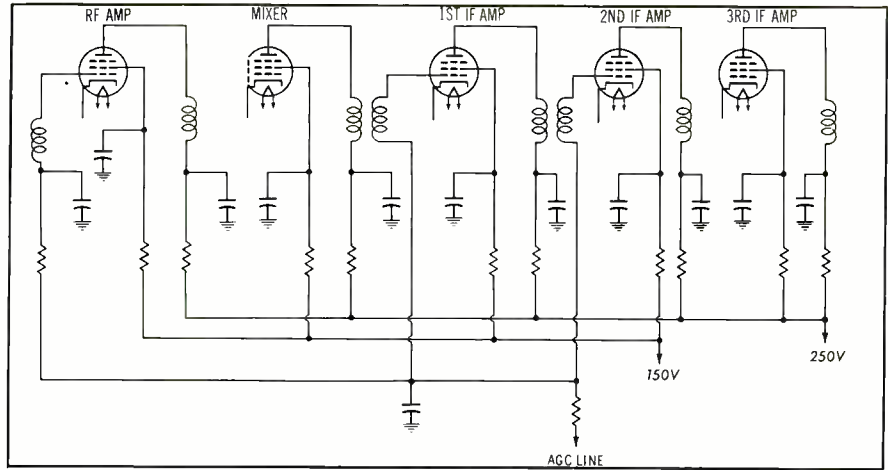 RF AMP
MIXER
1ST IF AMP
2ND IF AMP
3RD IF AMP
250V
150V
AGC LINE